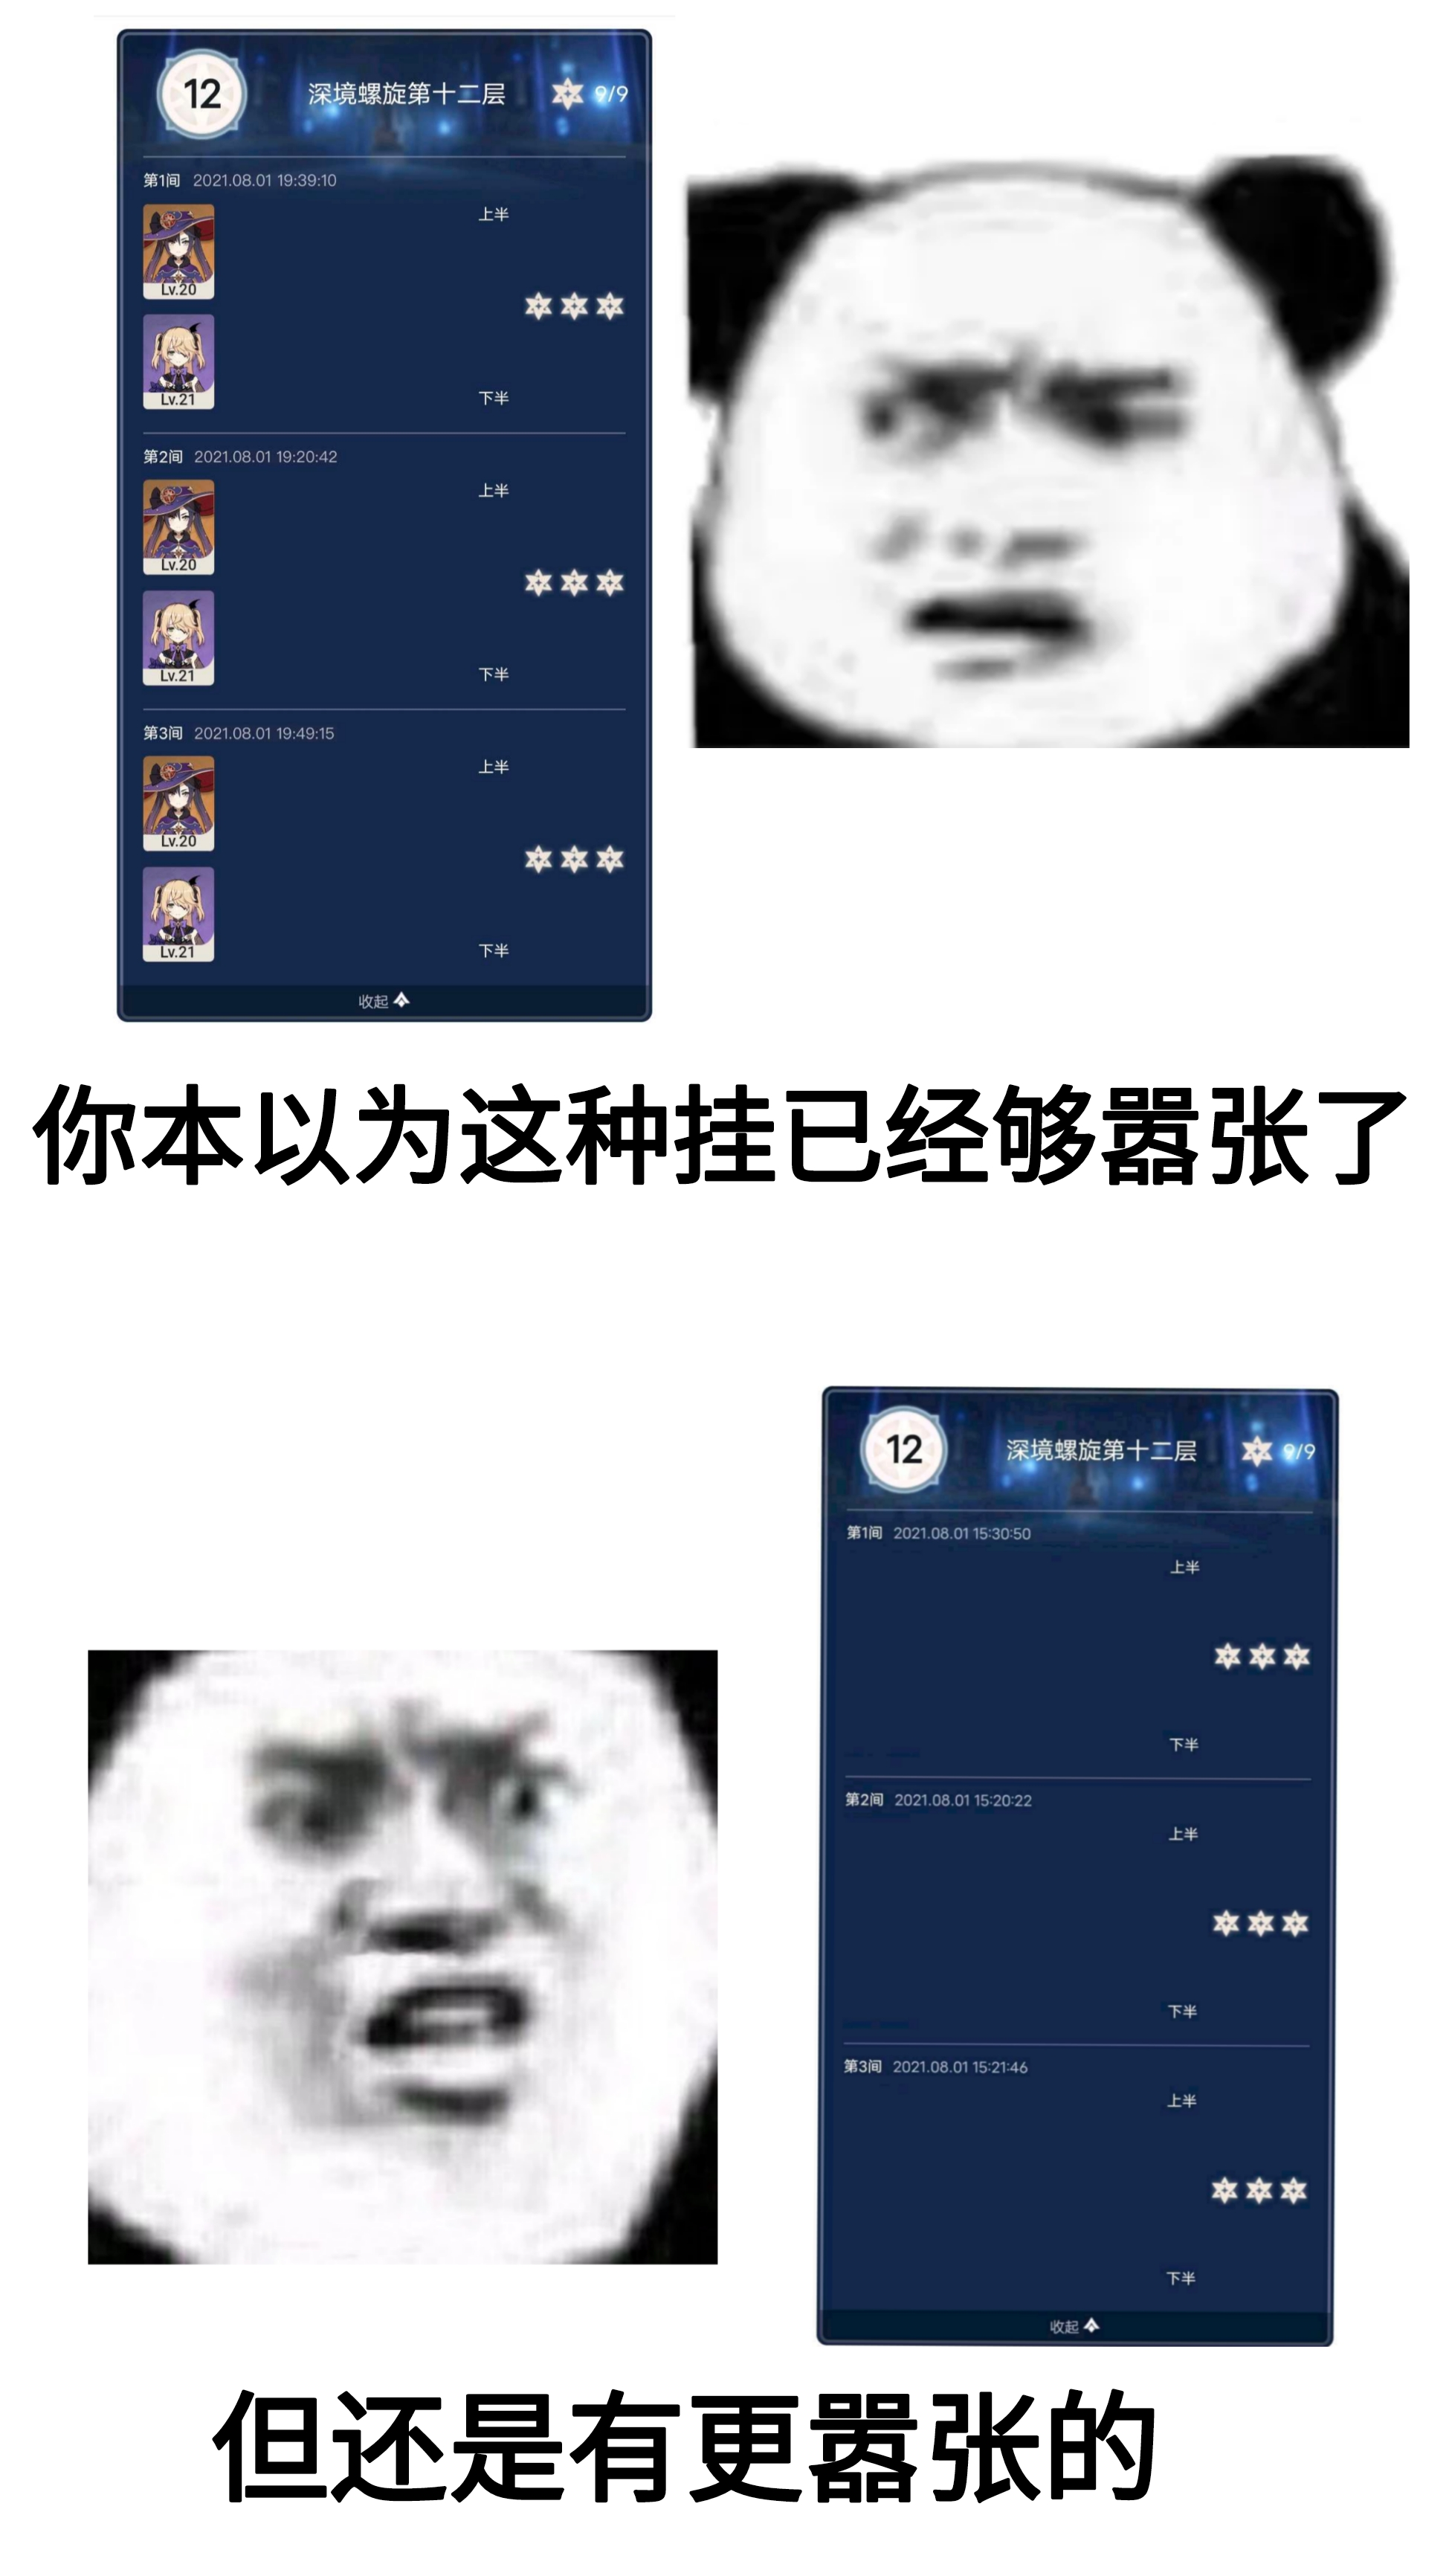 12 深境螺旋第十二层 9/9
第1间 2021.08.01 19:39:10
上半
Lv.20
Lv.21
下半
第2间 2021.08.01 19:20:42
上半
Lv.20
Lv.21
下半
第3间 2021.08.01 19:49:15
上半
Lv.20
Lv.21
下半
收起
你本以为这种挂已经够嚣张了
12 深境螺旋第十二层 9/9
第1间 2021.08.01 15:30:50
上半
下半
第2间 2021.08.01 15:20:22
上半
下半
第3间 2021.08.01 15:21:46
上半
下半
收起
但还是有更嚣张的